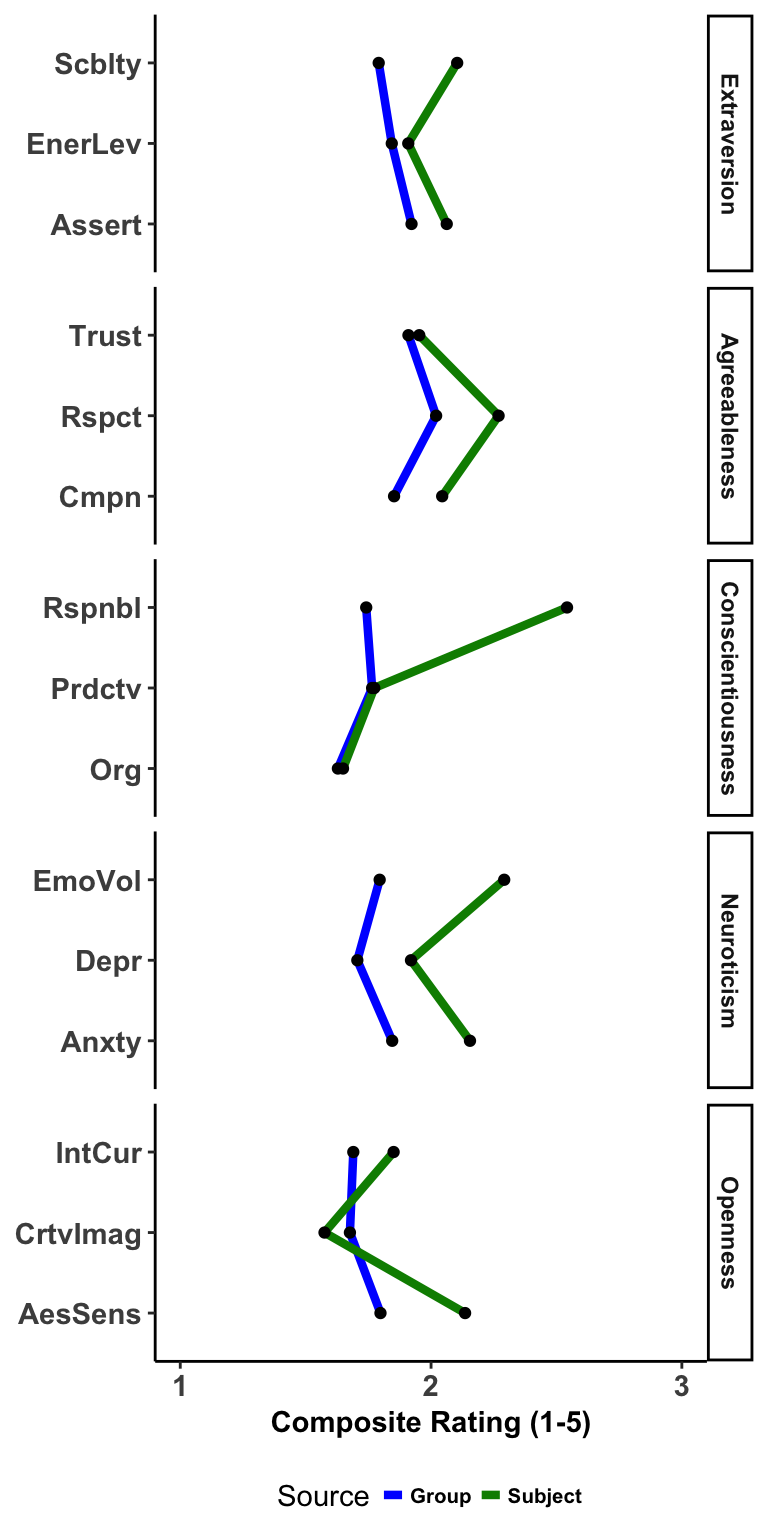 Scblty
EnerLev
Assert
Extraversion
Trust
Rspct
Cmpn
Agreeableness
Rspnbl
Prdctv
Org
Conscientiousness
EmoVol
Depr
Anxty
Neuroticism
IntCur
CrtvImag
AesSens
Openness
1 2 3
Composite Rating (1-5)
Source Group Subject